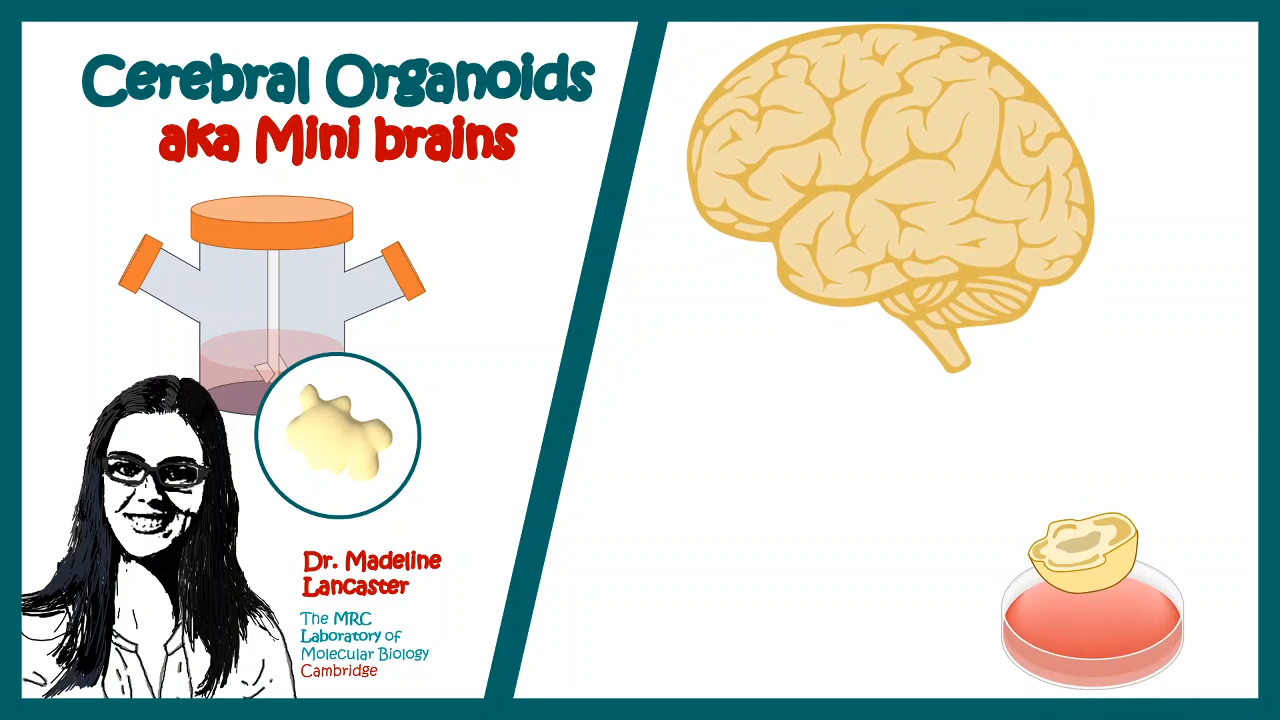 Cerebral Organoids
aka Mini brains
Dr. Madeline
Lancaster
The MRC
Laboratory of
Molecular Biology
Cambridge